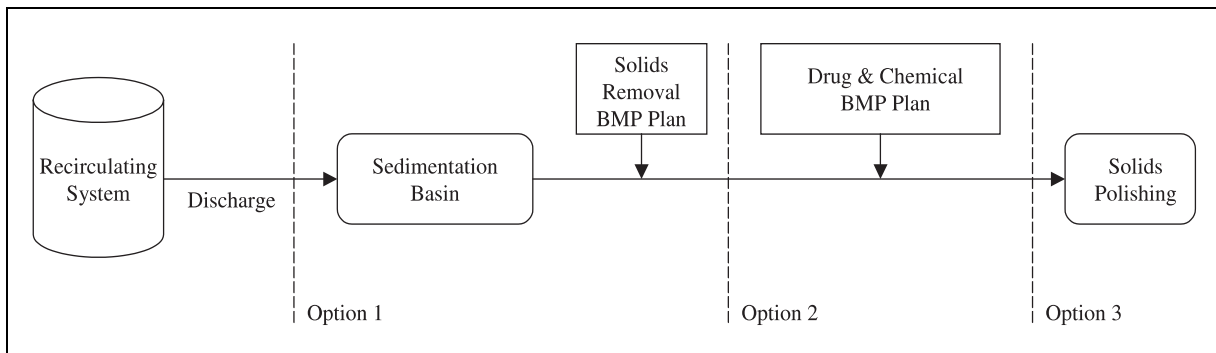 Recirculating
System
Discharge
Sedimentation
Basin
Solids
Removal
BMP Plan
Drug & Chemical
BMP Plan
Solids
Polishing
Option 1
Option 2
Option 3